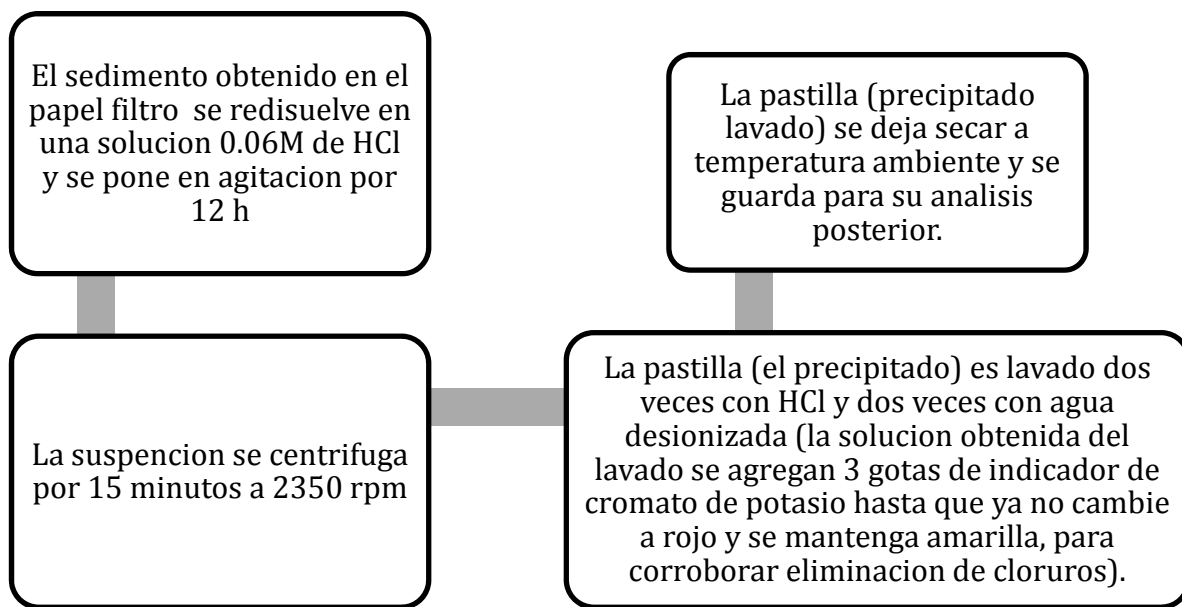 El sedimento obtenido en el
papel filtro  se redisuelve en
una solucion 0.06M de HCl
y se pone en agitacion por
12 h
La suspencion se centrifuga
por 15 minutos a 2350 rpm
La pastilla (el precipitado) es lavado dos
veces con HCl y dos veces con agua
desionizada (la solucion obtenida del
lavado se agregan 3 gotas de indicador de
cromato de potasio hasta que ya no cambie
a rojo y se mantenga amarilla, para
corroborar eliminacion de cloruros).
La pastilla (precipitado
lavado) se deja secar a
temperatura ambiente y se
guarda para su analisis
posterior.